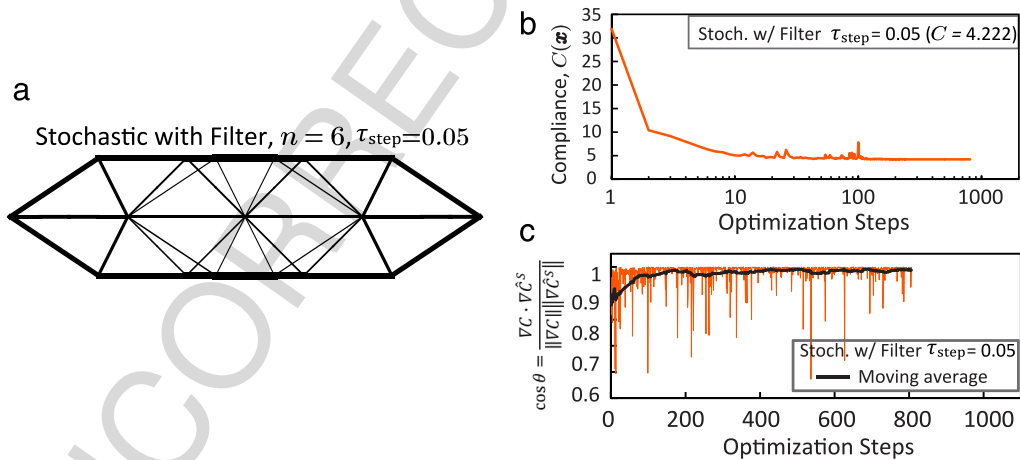 a
Stochastic with Filter, n = 6, τstep=0.05
b
35
30
25
20
15
10
5
0
Compliance, C(x)
Stoch. w/ Filter τstep = 0.05 (C = 4.222)
1 10 100 1000
Optimization Steps
c
1
0.9
0.8
0.7
0.6
cos θ = ∇C · ∇Ĉˢ / ‖∇C‖‖∇Ĉˢ‖
Stoch. w/ Filter τstep = 0.05
Moving average
0 200 400 600 800 1000
Optimization Steps
NCORREC